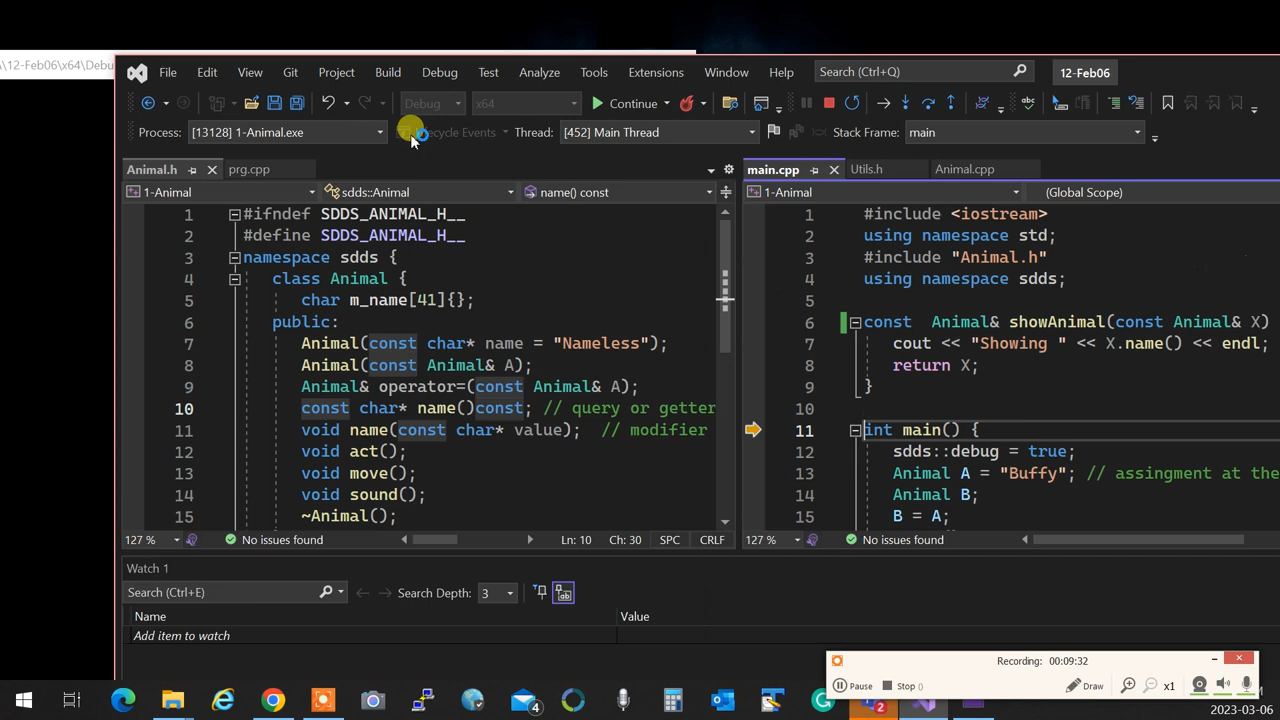 \12-Feb06\x64\Debu
File Edit View Git Project Build Debug Test Analyze Tools Extensions Window Help Search (Ctrl+Q) 12-Feb06
Debug x64 Continue
Process: [13128] 1-Animal.exe Lifecycle Events Thread: [452] Main Thread Stack Frame: main
Animal.h prg.cpp
1-Animal sdds::Animal name() const
1 #ifndef SDDS_ANIMAL_H__
2 #define SDDS_ANIMAL_H__
3 namespace sdds {
4 class Animal {
5 char m_name[41]{};
6 public:
7 Animal(const char* name = "Nameless");
8 Animal(const Animal& A);
9 Animal& operator=(const Animal& A);
10 const char* name()const; // query or getter
11 void name(const char* value); // modifier
12 void act();
13 void move();
14 void sound();
15 ~Animal();
127 % No issues found Ln: 10 Ch: 30 SPC CRLF
main.cpp Utils.h Animal.cpp
1-Animal (Global Scope)
1 #include <iostream>
2 using namespace std;
3 #include "Animal.h"
4 using namespace sdds;
5
6 const Animal& showAnimal(const Animal& X)
7 cout << "Showing " << X.name() << endl;
8 return X;
9 }
10
11 int main() {
12 sdds::debug = true;
13 Animal A = "Buffy"; // assingment at the
14 Animal B;
15 B = A;
127 % No issues found
Watch 1
Search (Ctrl+E) Search Depth: 3
Name Value
Add item to watch
Recording: 00:09:32
Pause Stop () Draw x1
4
2
2023-03-06